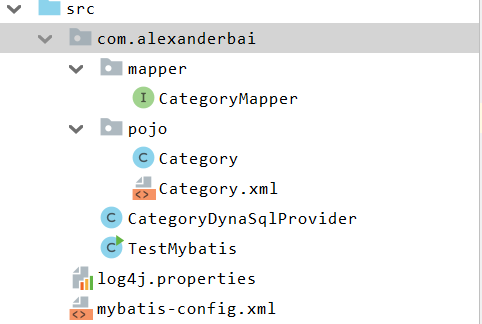 src
com.alexanderbai
mapper
I CategoryMapper
pojo
C Category
<> Category.xml
C CategoryDynaSqlProvider
C TestMybatis
log4j.properties
<> mybatis-config.xml